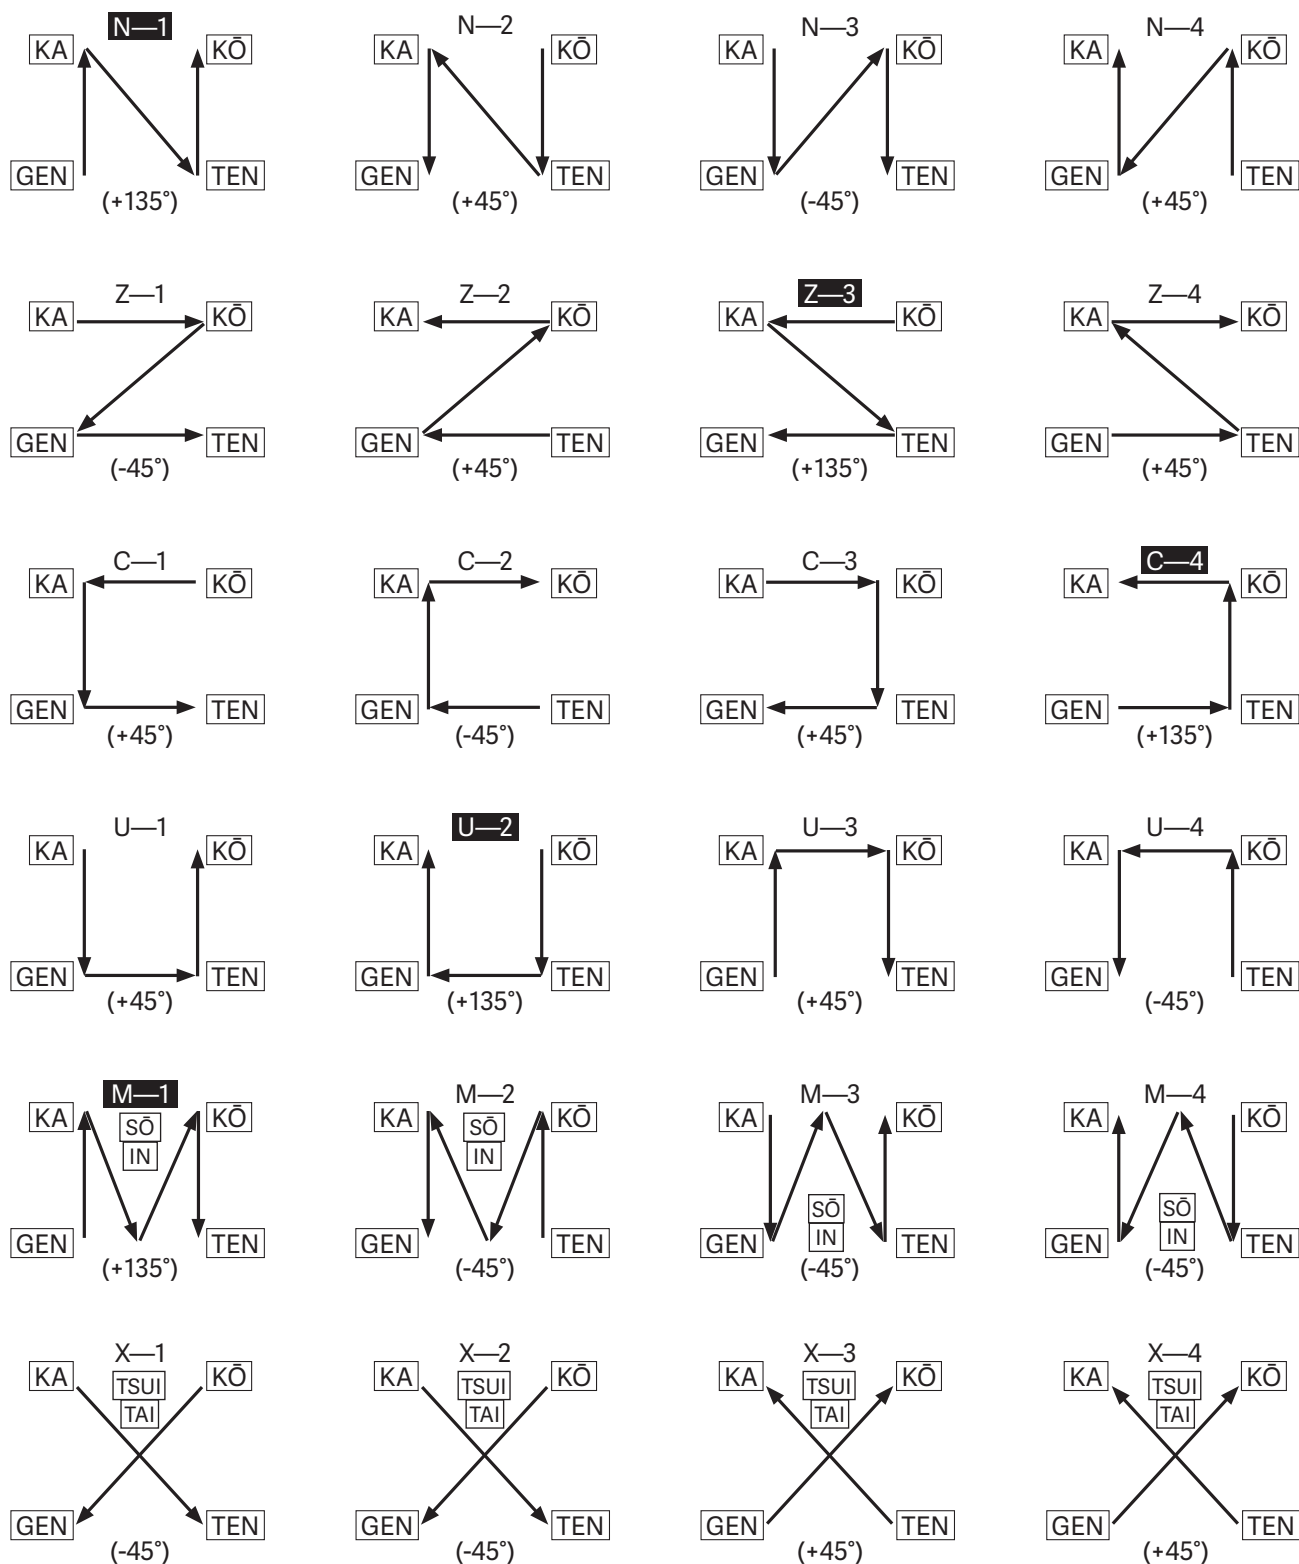 N—1 N—2 N—3 N—4
KA KŌ KA KŌ KA KŌ KA KŌ
GEN TEN GEN TEN GEN TEN GEN TEN
(+135°) (+45°) (-45°) (+45°)
Z—1 Z—2 Z—3 Z—4
KA KŌ KA KŌ KA KŌ KA KŌ
GEN TEN GEN TEN GEN TEN GEN TEN
(-45°) (+45°) (+135°) (+45°)
C—1 C—2 C—3 C—4
KA KŌ KA KŌ KA KŌ KA KŌ
GEN TEN GEN TEN GEN TEN GEN TEN
(+45°) (-45°) (+45°) (+135°)
U—1 U—2 U—3 U—4
KA KŌ KA KŌ KA KŌ KA KŌ
GEN TEN GEN TEN GEN TEN GEN TEN
(+45°) (+135°) (+45°) (-45°)
M—1 M—2 M—3 M—4
KA SŌ KŌ KA SŌ KŌ KA KŌ KA KŌ
IN IN
SŌ SŌ
GEN TEN GEN TEN GEN IN TEN GEN IN TEN
(+135°) (-45°) (-45°) (-45°)
X—1 X—2 X—3 X—4
KA TSUI KŌ KA TSUI KŌ KA TSUI KŌ KA TSUI KŌ
TAI TAI TAI TAI
GEN TEN GEN TEN GEN TEN GEN TEN
(-45°) (-45°) (+45°) (+45°)